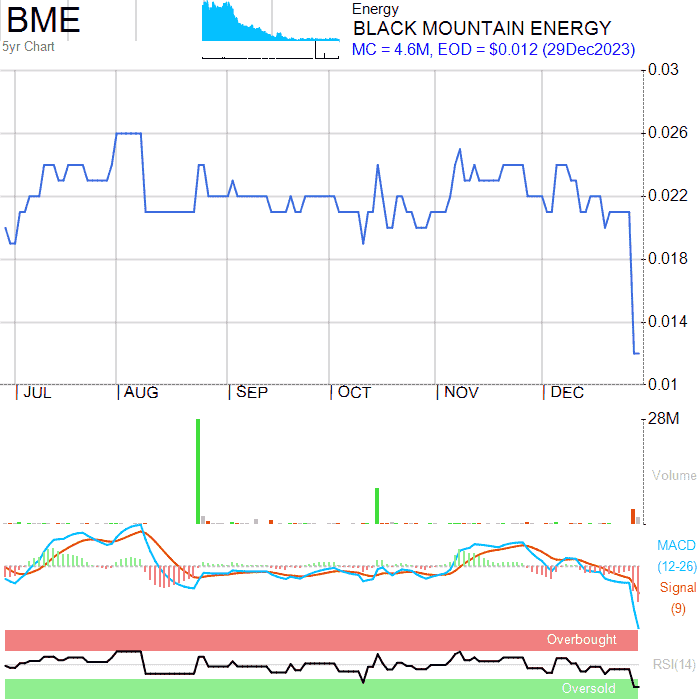 BME
5yr Chart
Energy
BLACK MOUNTAIN ENERGY
MC = 4.6M, EOD = $0.012 (29Dec2023)
0.03
0.026
0.022
0.018
0.014
0.01
JUL AUG SEP OCT NOV DEC
28M
Volume
MACD
(12-26)
Signal
(9)
Overbought
RSI(14)
Oversold